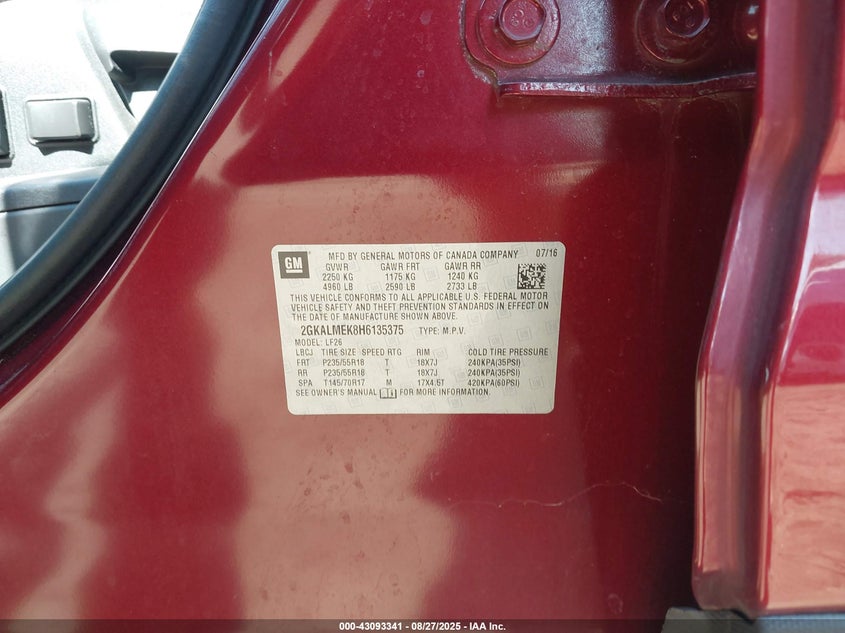 GM
MFD BY GENERAL MOTORS OF CANADA COMPANY 07/16
GVWR GAWR FRT GAWR RR
2250 KG 1175 KG 1240 KG
4960 LB 2590 LB 2733 LB
THIS VEHICLE CONFORMS TO ALL APPLICABLE U.S. FEDERAL MOTOR
VEHICLE SAFETY AND THEFT PREVENTION STANDARDS IN EFFECT ON
THE DATE OF MANUFACTURE SHOWN ABOVE.
2GKALMEK8H6135375 TYPE: M.P.V.
MODEL: LF26
LBCJ TIRE SIZE SPEED RTG RIM COLD TIRE PRESSURE
FRT P235/55R18 T 18X7J 240KPA(35PSI)
RR P235/55R18 T 18X7J 240KPA(35PSI)
SPA T145/70R17 M 17X4.5T 420KPA(60PSI)
SEE OWNER'S MANUAL FOR MORE INFORMATION.
000-43093341 / 08/27/2025 - IAA Inc.